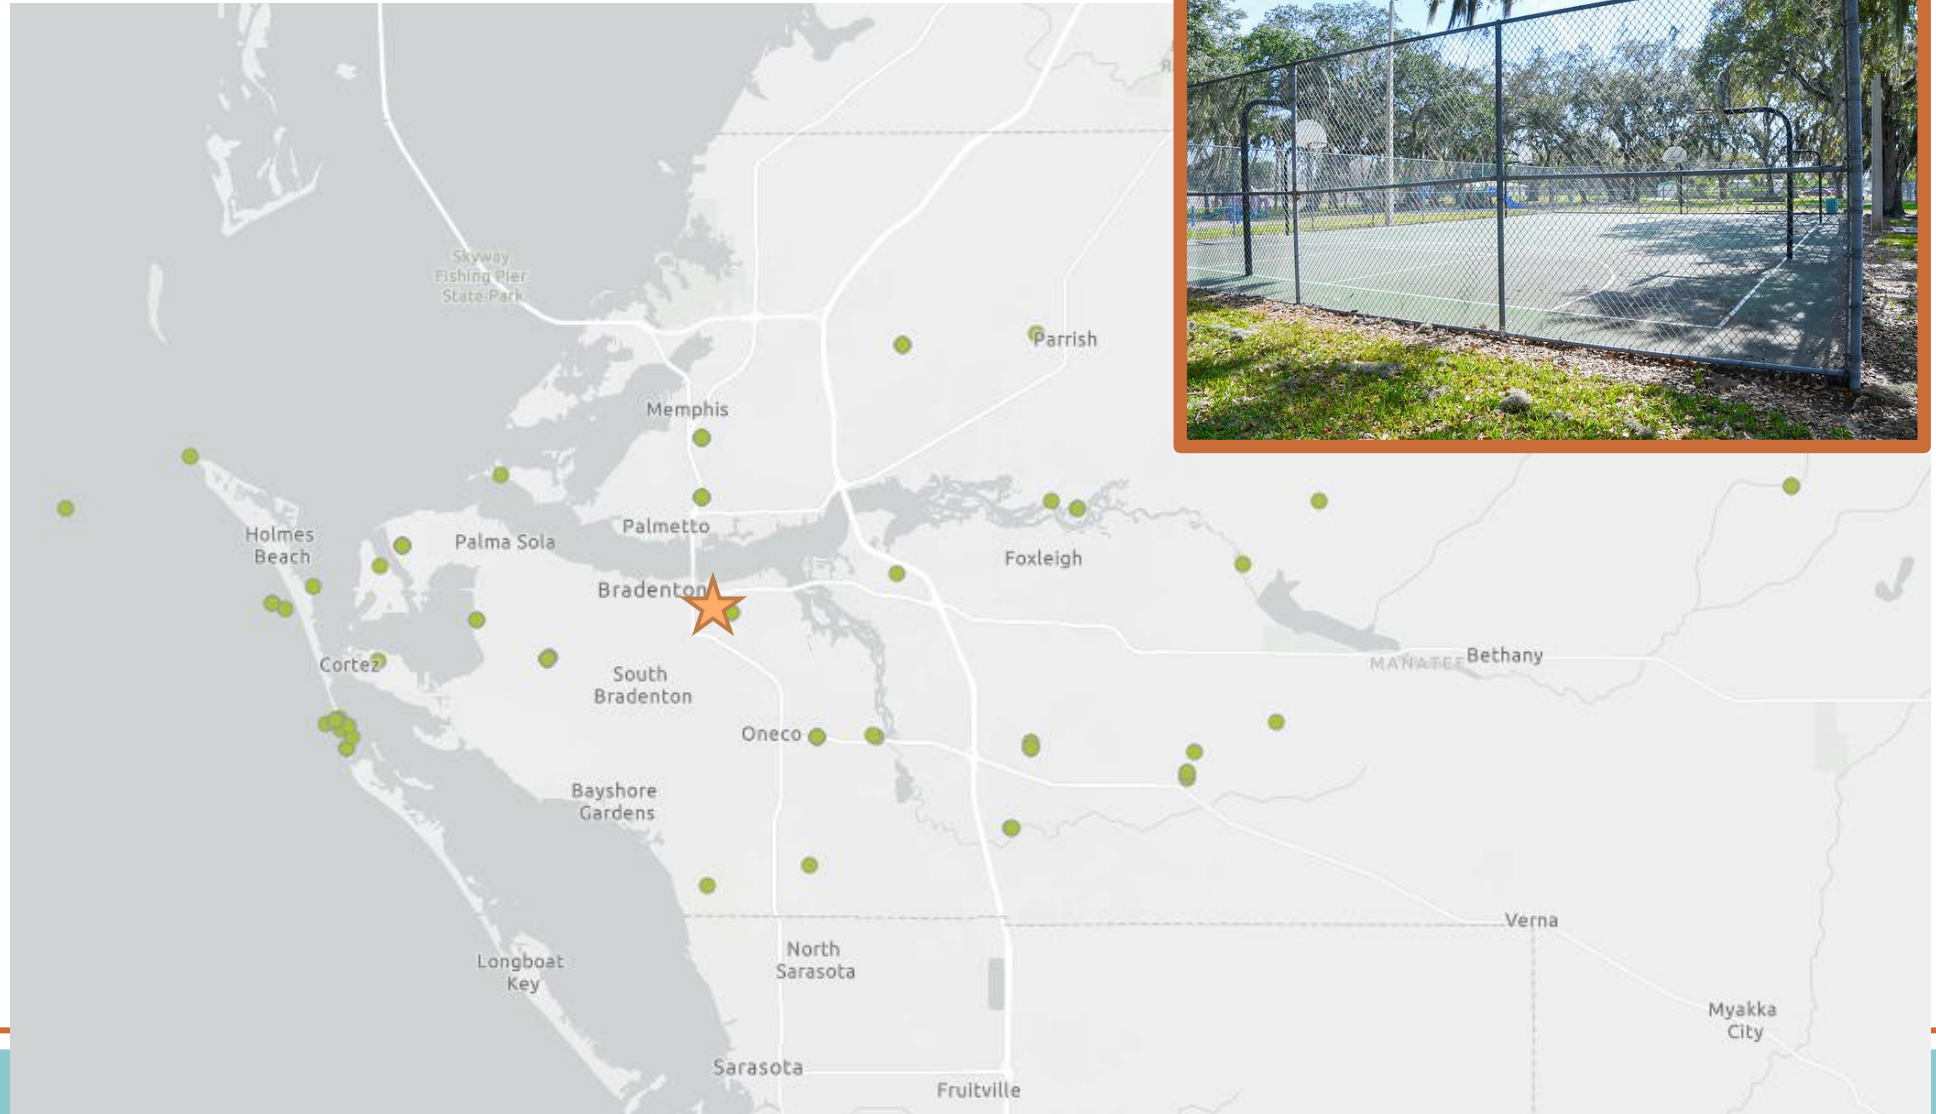 Skyway
Fishing Pier
State Park
Parrish
Memphis
Holmes
Beach
Palma Sola
Palmetto
Foxleigh
Bradenton
Cortez
South
Bradenton
MANATEE
Bethany
Oneco
Bayshore
Gardens
Verna
North
Sarasota
Longboat
Key
Myakka
City
Sarasota
Fruitville